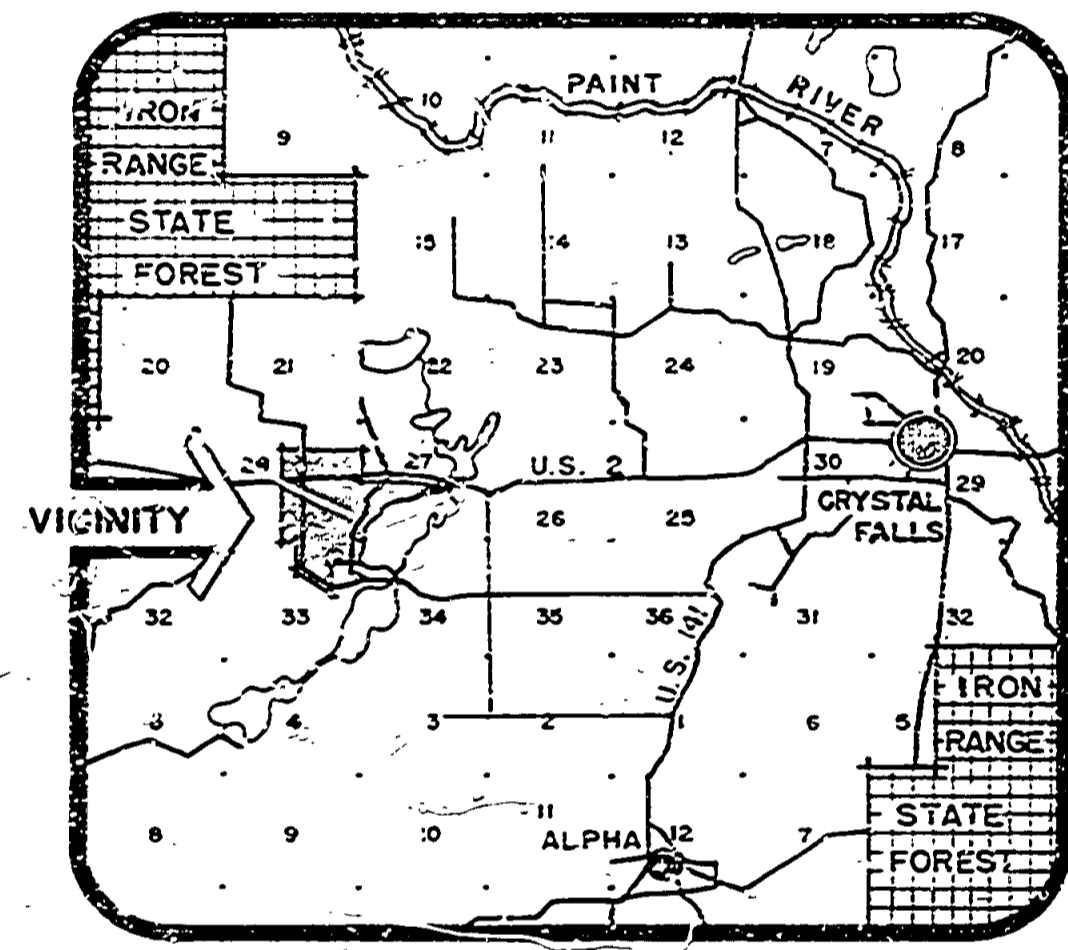 PAINT RIVER
IRON
RANGE
STATE
FOREST
10
9
11
12
7
8
15
14
13
18
17
20
21
22
23
24
19
20
27
U.S. 2
30
29
VICINITY
26
25
CRYSTAL
FALLS
32
33
34
35
36
31
32
U.S. 141
IRON
RANGE
STATE
FOREST
4
3
2
1
6
5
8
9
10
11
12
7
ALPHA